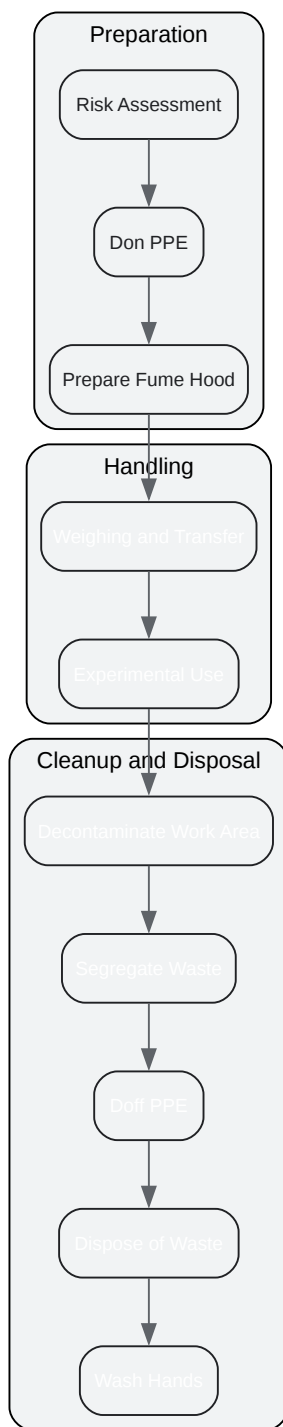 Preparation
Risk Assessment
Don PPE
Prepare Fume Hood
Handling
Weighing and Transfer
Experimental Use
Cleanup and Disposal
Decontaminate Work Area
Segregate Waste
Doff PPE
Dispose of Waste
Wash Hands